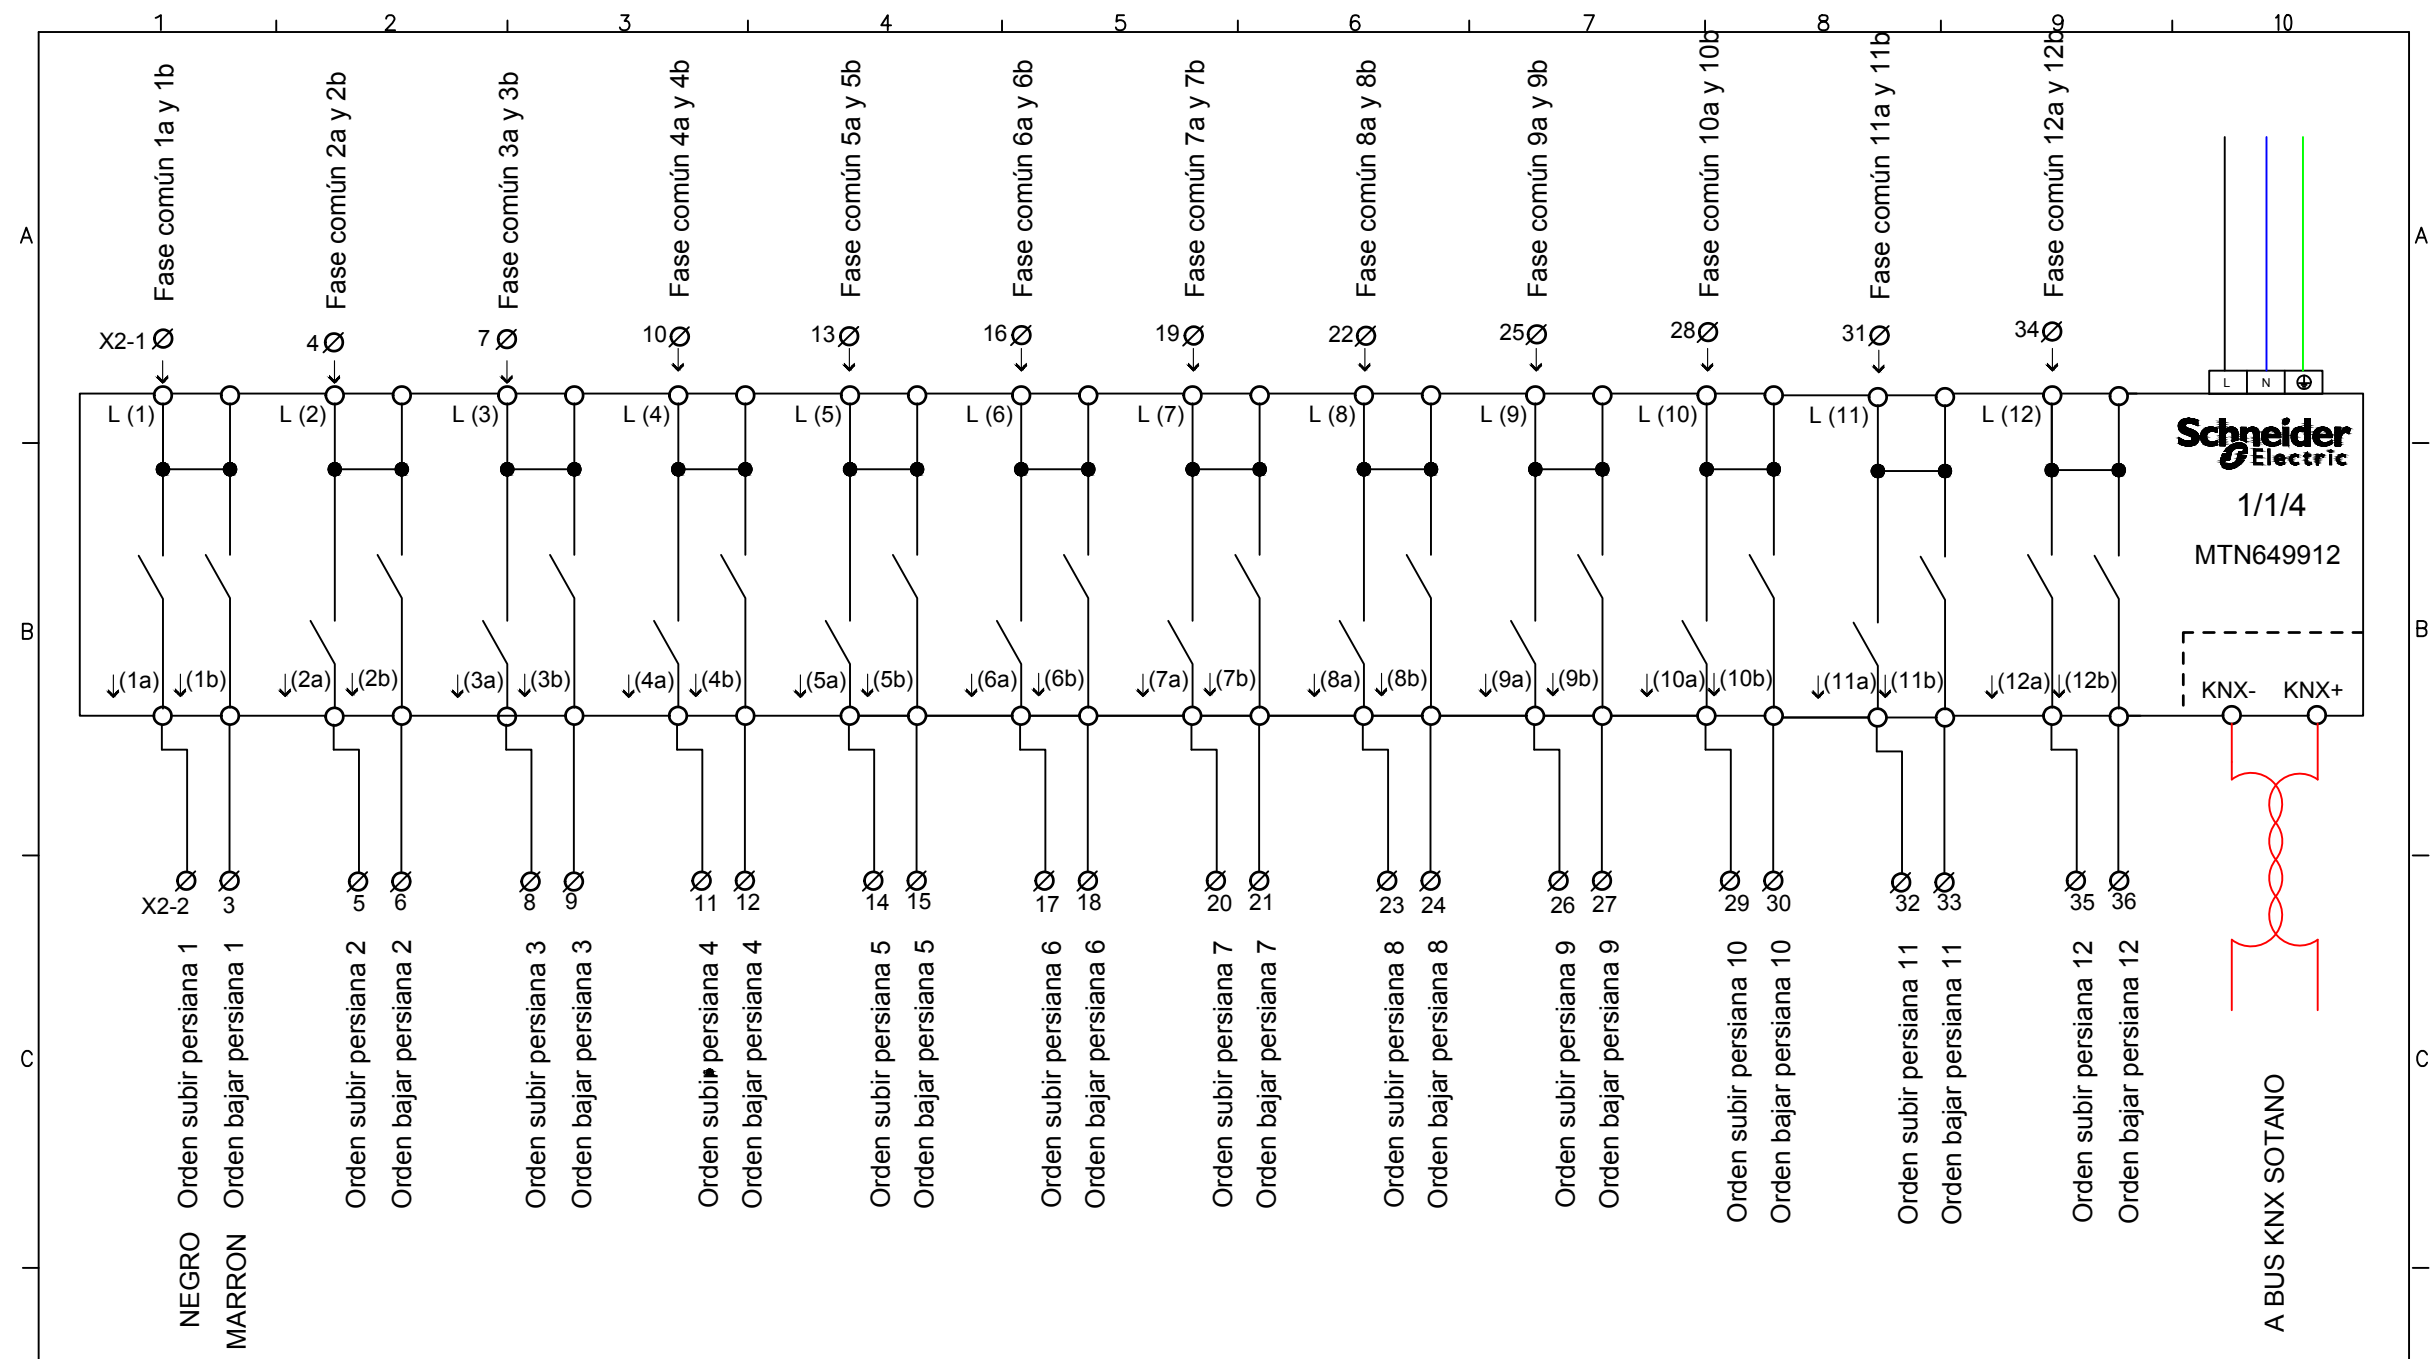 1 2 3 4 5 6 7 8 9 10
Fase común 1a y 1b
Fase común 2a y 2b
Fase común 3a y 3b
Fase común 4a y 4b
Fase común 5a y 5b
Fase común 6a y 6b
Fase común 7a y 7b
Fase común 8a y 8b
Fase común 9a y 9b
Fase común 10a y 10b
Fase común 11a y 11b
Fase común 12a y 12b
A A
X2-1 4 7 10 13 16 19 22 25 28 31 34
L N
L (1) L (2) L (3) L (4) L (5) L (6) L (7) L (8) L (9) L (10) L (11) L (12)
Schneider
Electric
1/1/4
MTN649912
B B
↓(1a) ↓(1b) ↓(2a) ↓(2b) ↓(3a) ↓(3b) ↓(4a) ↓(4b) ↓(5a) ↓(5b) ↓(6a) ↓(6b) ↓(7a) ↓(7b) ↓(8a) ↓(8b) ↓(9a) ↓(9b) ↓(10a) ↓(10b) ↓(11a) ↓(11b) ↓(12a) ↓(12b)
KNX- KNX+
X2-2 3 5 6 8 9 11 12 14 15 17 18 20 21 23 24 26 27 29 30 32 33 35 36
NEGRO Orden subir persiana 1
MARRON Orden bajar persiana 1
Orden subir persiana 2
Orden bajar persiana 2
Orden subir persiana 3
Orden bajar persiana 3
Orden subir persiana 4
Orden bajar persiana 4
Orden subir persiana 5
Orden bajar persiana 5
Orden subir persiana 6
Orden bajar persiana 6
Orden subir persiana 7
Orden bajar persiana 7
Orden subir persiana 8
Orden bajar persiana 8
Orden subir persiana 9
Orden bajar persiana 9
Orden subir persiana 10
Orden bajar persiana 10
Orden subir persiana 11
Orden bajar persiana 11
Orden subir persiana 12
Orden bajar persiana 12
A BUS KNX SOTANO
C C